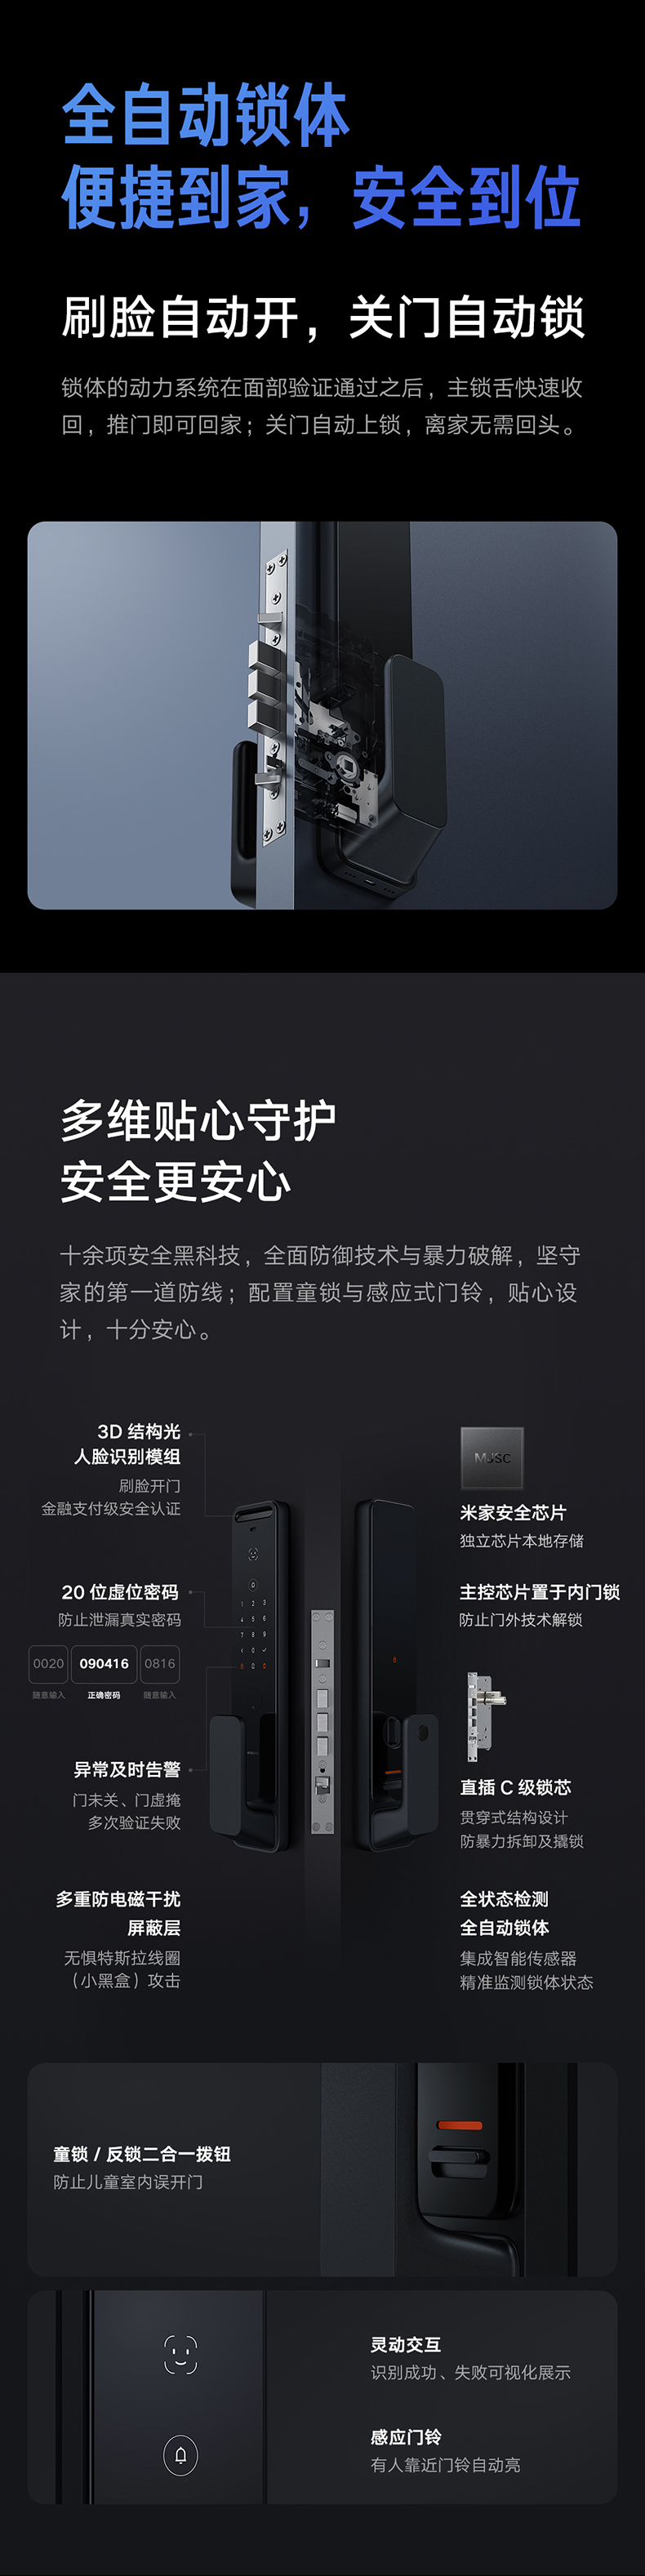 全自动锁体
便捷到家，安全到位
刷脸自动开，关门自动锁
锁体的动力系统在面部验证通过之后，主锁舌快速收
回，推门即可回家；关门自动上锁，离家无需回头。
多维贴心守护
安全更安心
十余项安全黑科技，全面防御技术与暴力破解，坚守
家的第一道防线；配置童锁与感应式门铃，贴心设
计，十分安心。
3D 结构光
人脸识别模组
刷脸开门
金融支付级安全认证
20 位虚位密码
防止泄漏真实密码
0020 090416 0816
随意输入 正确密码 随意输入
异常及时告警
门未关、门虚掩
多次验证失败
多重防电磁干扰
屏蔽层
无惧特斯拉线圈
（小黑盒）攻击
1 2 3
4 5 6
7 8 9
0
MJSC
米家安全芯片
独立芯片本地存储
主控芯片置于内门锁
防止门外技术解锁
直插 C 级锁芯
贯穿式结构设计
防暴力拆卸及撬锁
全状态检测
全自动锁体
集成智能传感器
精准监测锁体状态
童锁 / 反锁二合一拨钮
防止儿童室内误开门
灵动交互
识别成功、失败可视化展示
感应门铃
有人靠近门铃自动亮